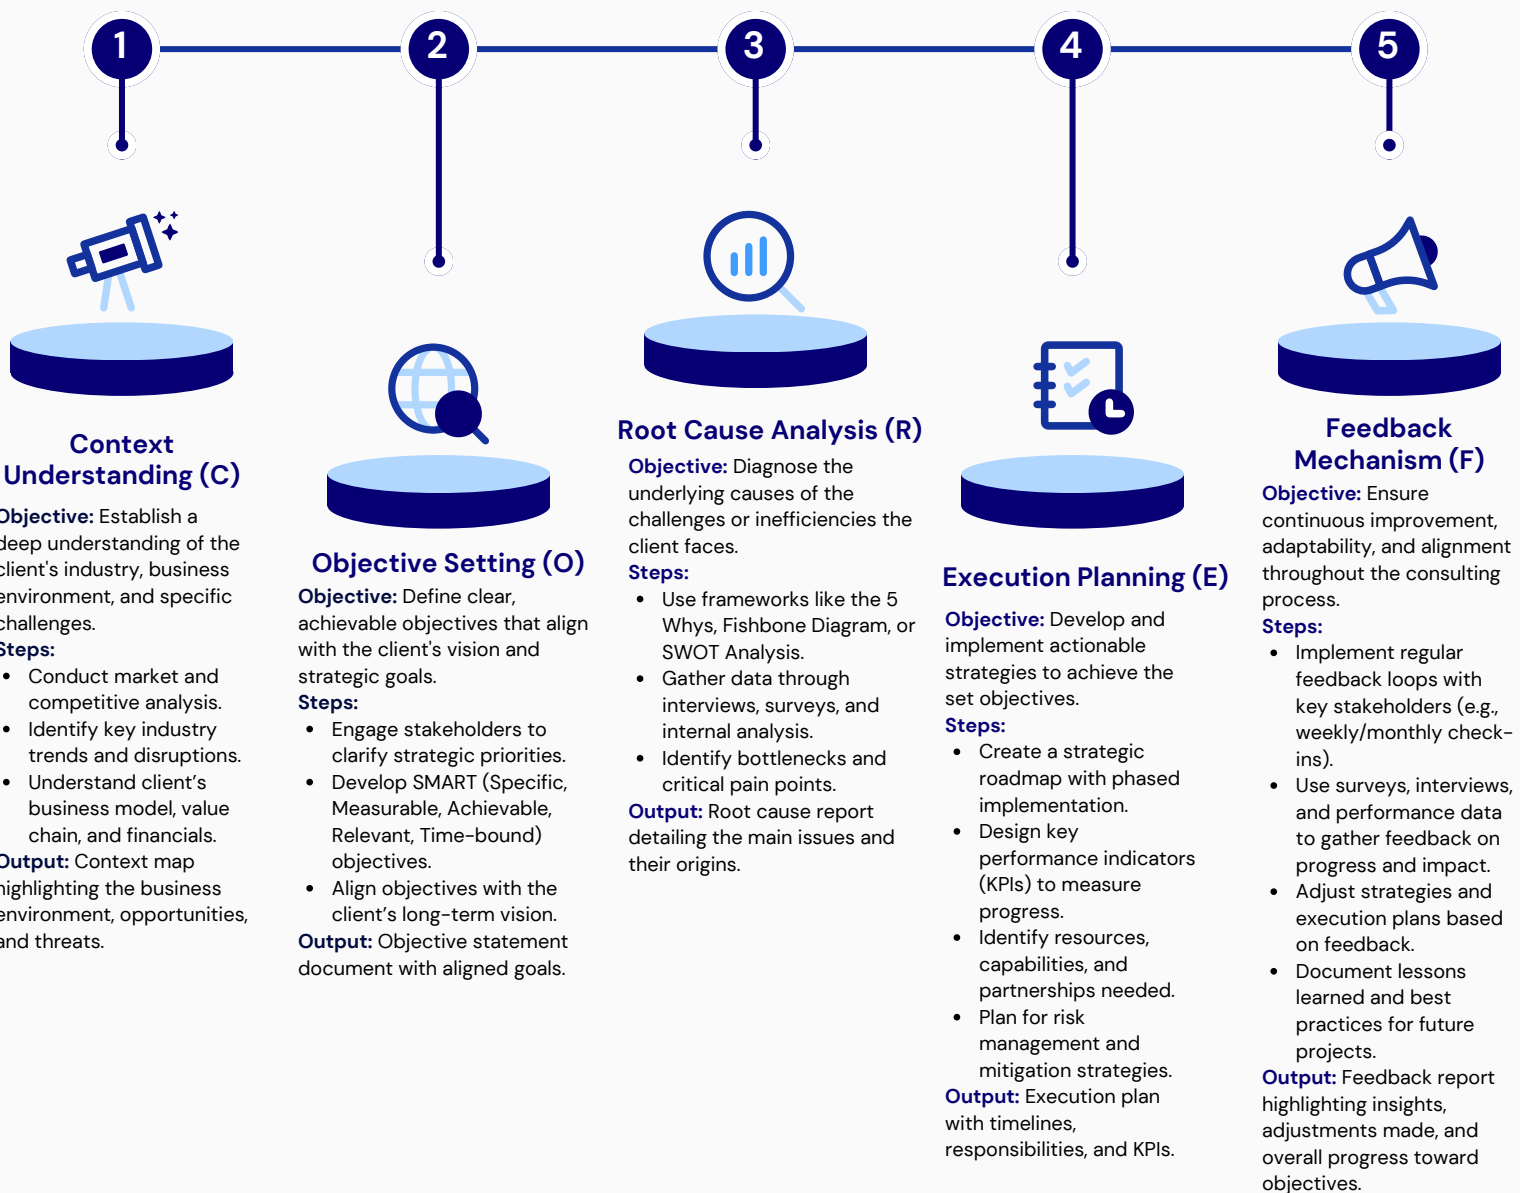 1
2
3
4
5
Context
Understanding (C)
Objective: Establish a
deep understanding of the
client's industry, business
environment, and specific
challenges.
Steps:
• Conduct market and
competitive analysis.
• Identify key industry
trends and disruptions.
• Understand client’s
business model, value
chain, and financials.
Output: Context map
highlighting the business
environment, opportunities,
and threats.
Objective Setting (O)
Objective: Define clear,
achievable objectives that align
with the client's vision and
strategic goals.
Steps:
• Engage stakeholders to
clarify strategic priorities.
• Develop SMART (Specific,
Measurable, Achievable,
Relevant, Time-bound)
objectives.
• Align objectives with the
client’s long-term vision.
Output: Objective statement
document with aligned goals.
Root Cause Analysis (R)
Objective: Diagnose the
underlying causes of the
challenges or inefficiencies the
client faces.
Steps:
• Use frameworks like the 5
Whys, Fishbone Diagram, or
SWOT Analysis.
• Gather data through
interviews, surveys, and
internal analysis.
• Identify bottlenecks and
critical pain points.
Output: Root cause report
detailing the main issues and
their origins.
Execution Planning (E)
Objective: Develop and
implement actionable
strategies to achieve the
set objectives.
Steps:
• Create a strategic
roadmap with phased
implementation.
• Design key
performance indicators
(KPIs) to measure
progress.
• Identify resources,
capabilities, and
partnerships needed.
• Plan for risk
management and
mitigation strategies.
Output: Execution plan
with timelines,
responsibilities, and KPIs.
Feedback
Mechanism (F)
Objective: Ensure
continuous improvement,
adaptability, and alignment
throughout the consulting
process.
Steps:
• Implement regular
feedback loops with
key stakeholders (e.g.,
weekly/monthly check-
ins).
• Use surveys, interviews,
and performance data
to gather feedback on
progress and impact.
• Adjust strategies and
execution plans based
on feedback.
• Document lessons
learned and best
practices for future
projects.
Output: Feedback report
highlighting insights,
adjustments made, and
overall progress toward
objectives.